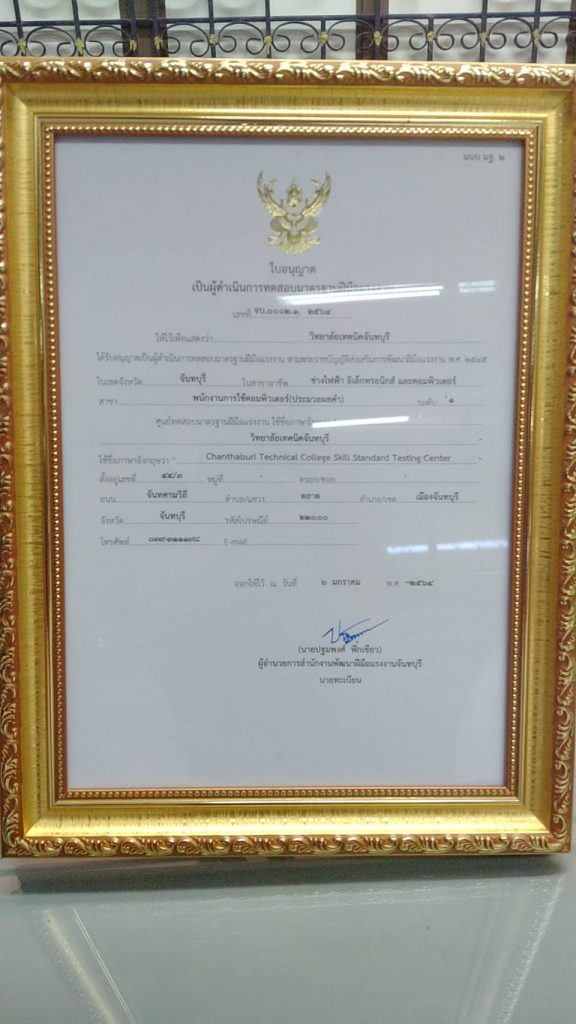 แบบ มฐ. ๒
ใบอนุญาต
เป็นผู้ดำเนินการทดสอบมาตรฐานฝีมือแรงงาน
เลขที่ จบ.๐๐๐๒.๑/ ๒๕๖๔
ให้ไว้เพื่อแสดงว่า วิทยาลัยเทคนิคจันทบุรี
ได้รับอนุญาตเป็นผู้ดำเนินการทดสอบมาตรฐานฝีมือแรงงาน ตามพระราชบัญญัติส่งเสริมการพัฒนาฝีมือแรงงาน พ.ศ. ๒๕๔๕
ในเขตจังหวัด จันทบุรี ในสาขาอาชีพ ช่างไฟฟ้า อิเล็กทรอนิกส์ และคอมพิวเตอร์
สาขา พนักงานการใช้คอมพิวเตอร์(ประมวลผลคำ) ระดับ ๑
ศูนย์ทดสอบมาตรฐานฝีมือแรงงาน ใช้ชื่อภาษา
วิทยาลัยเทคนิคจันทบุรี "
ใช้ชื่อภาษาอังกฤษว่า " Chanthaburi Technical College Skill Standard Testing Center "
ตั้งอยู่เลขที่ ๔๔/๓ หมู่ที่ - ตรอก/ซอย -
ถนน จันทคามวิถี ตำบล/แขวง ตลาด อำเภอ/เขต เมืองจันทบุรี
จังหวัด จันทบุรี รหัสไปรษณีย์ ๒๒๐๐๐
โทรศัพท์ E-mail
ออกให้ไว้ ณ วันที่ ๖ มกราคม พ.ศ. ๒๕๖๔
(นายปฐมพงศ์ ฟักเขียว)
ผู้อำนวยการสำนักงานพัฒนาฝีมือแรงงานจันทบุรี
นายทะเบียน